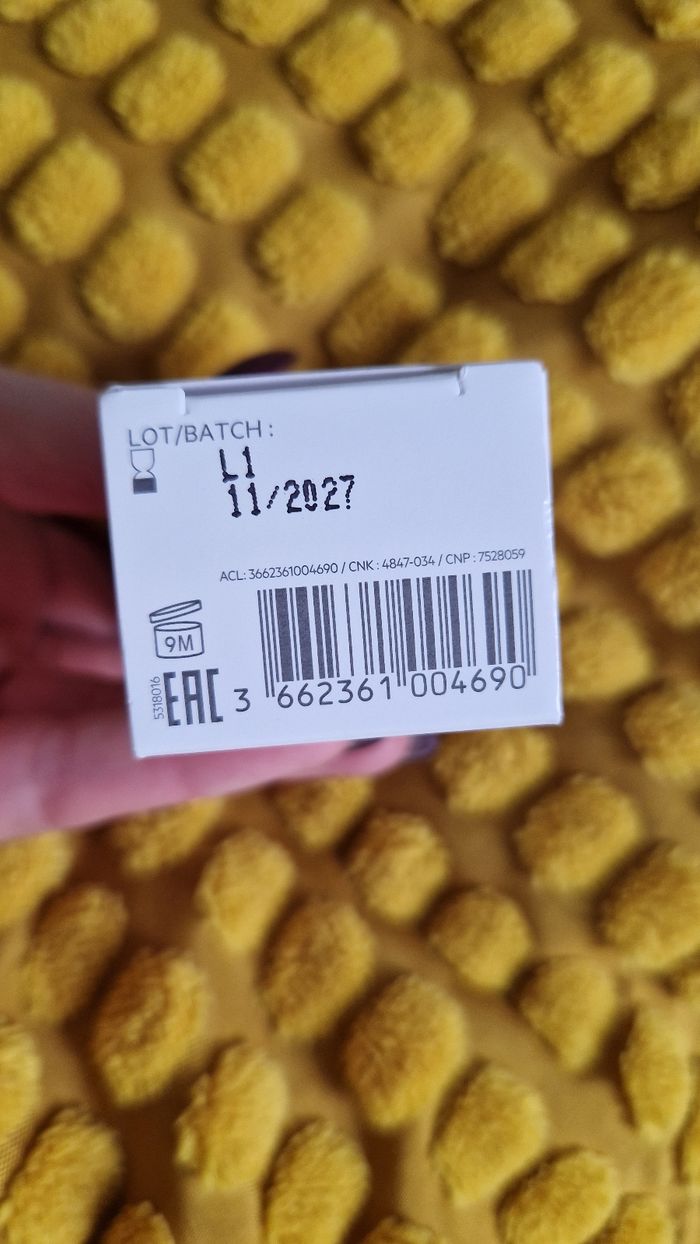 LOT/BATCH :
L1
11/2027
ACL: 3662361004690 / CNK : 4847-034 / CNP : 7528059
9M
5318016
EAC
3 662361 004690